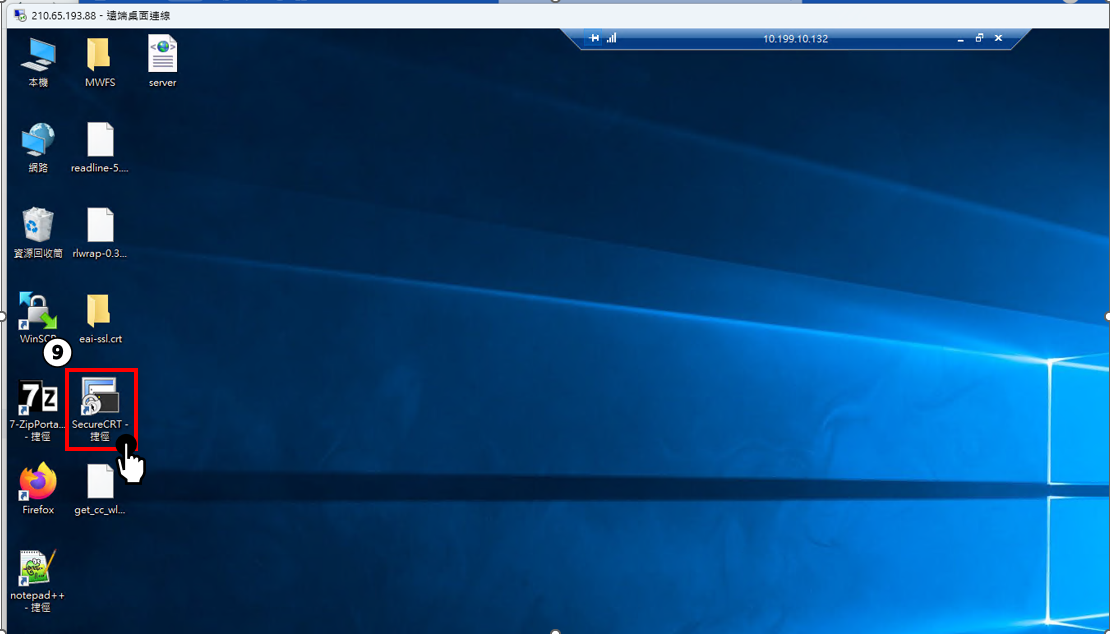 210.65.193.88 - 遠端桌面連線
10.199.10.132
本機
MWFS
server
網路
readline-5....
資源回收筒
rlwrap-0.3...
WinSCP
eai-ssl.crt
9
7-ZipPorta...
- 捷徑
SecureCRT -
捷徑
Firefox
get_cc_wl...
notepad++
- 捷徑